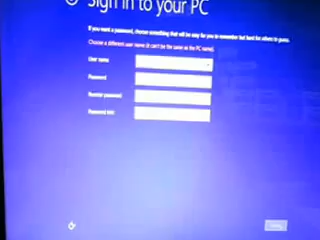 Sign in to your PC
If you want a password, choose something that will be easy for you to remember but hard for others to guess.
Choose a different user name (it can't be the same as the PC name).
User name
Password
Reenter password
Password hint